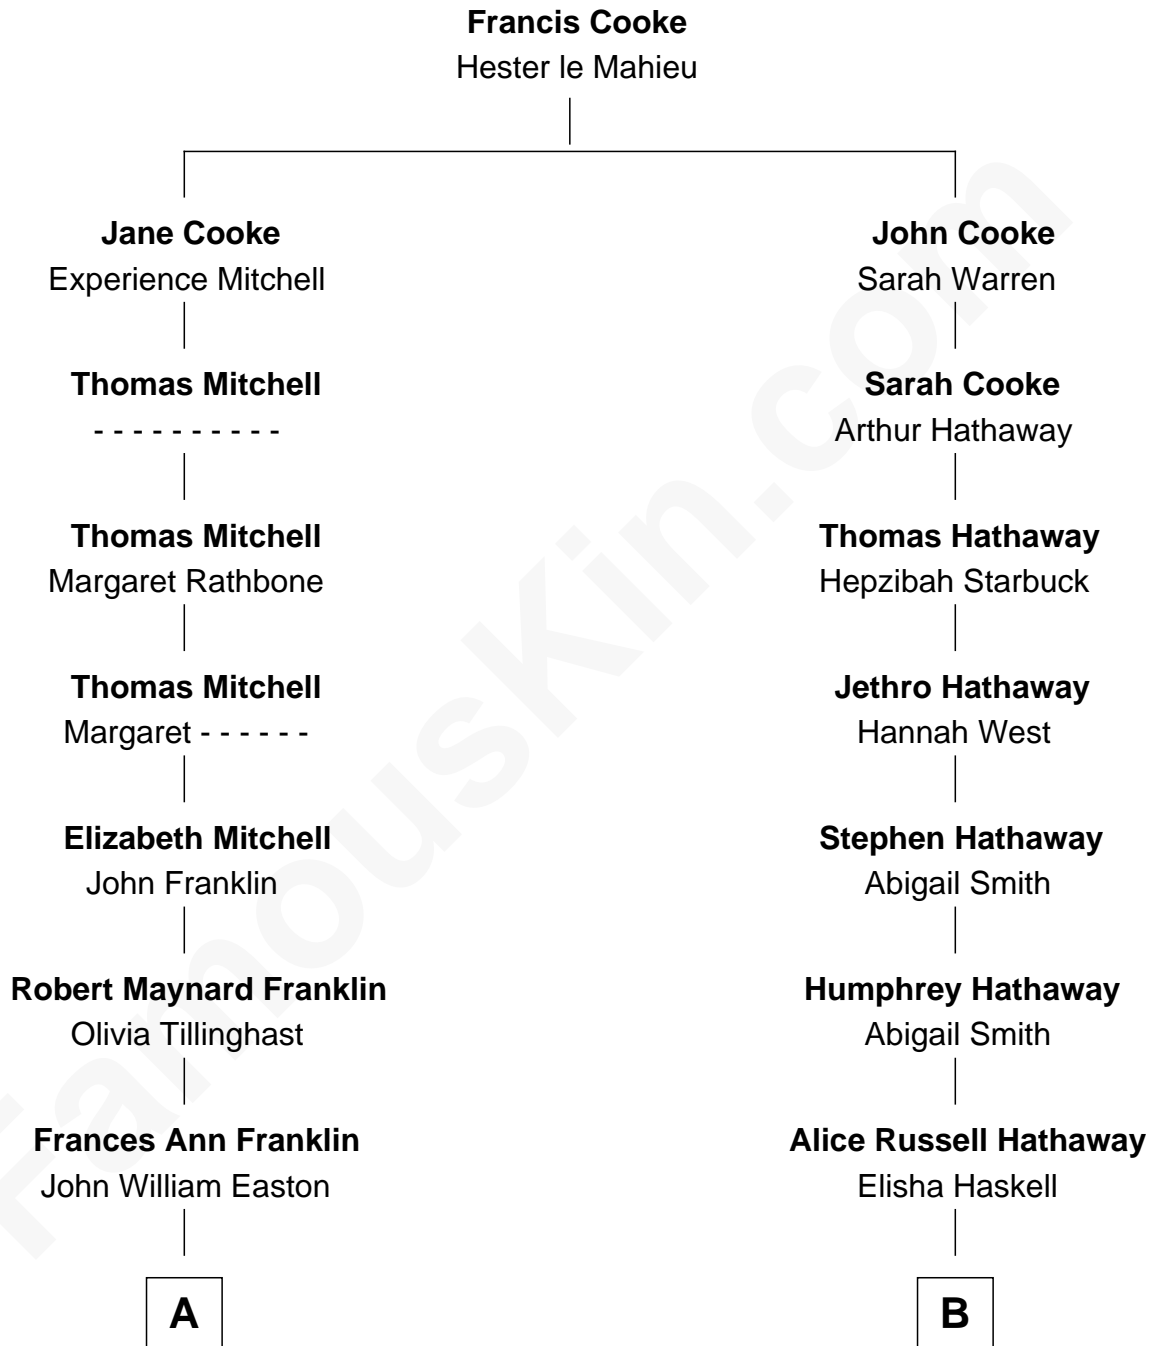 Francis Cooke
Hester le Mahieu
Jane Cooke
Experience Mitchell
Thomas Mitchell
- - - - - - - - - -
Thomas Mitchell
Margaret Rathbone
Thomas Mitchell
Margaret - - - - - -
Elizabeth Mitchell
John Franklin
Robert Maynard Franklin
Olivia Tillinghast
Frances Ann Franklin
John William Easton
A
John Cooke
Sarah Warren
Sarah Cooke
Arthur Hathaway
Thomas Hathaway
Hepzibah Starbuck
Jethro Hathaway
Hannah West
Stephen Hathaway
Abigail Smith
Humphrey Hathaway
Abigail Smith
Alice Russell Hathaway
Elisha Haskell
B
FamousKin.com